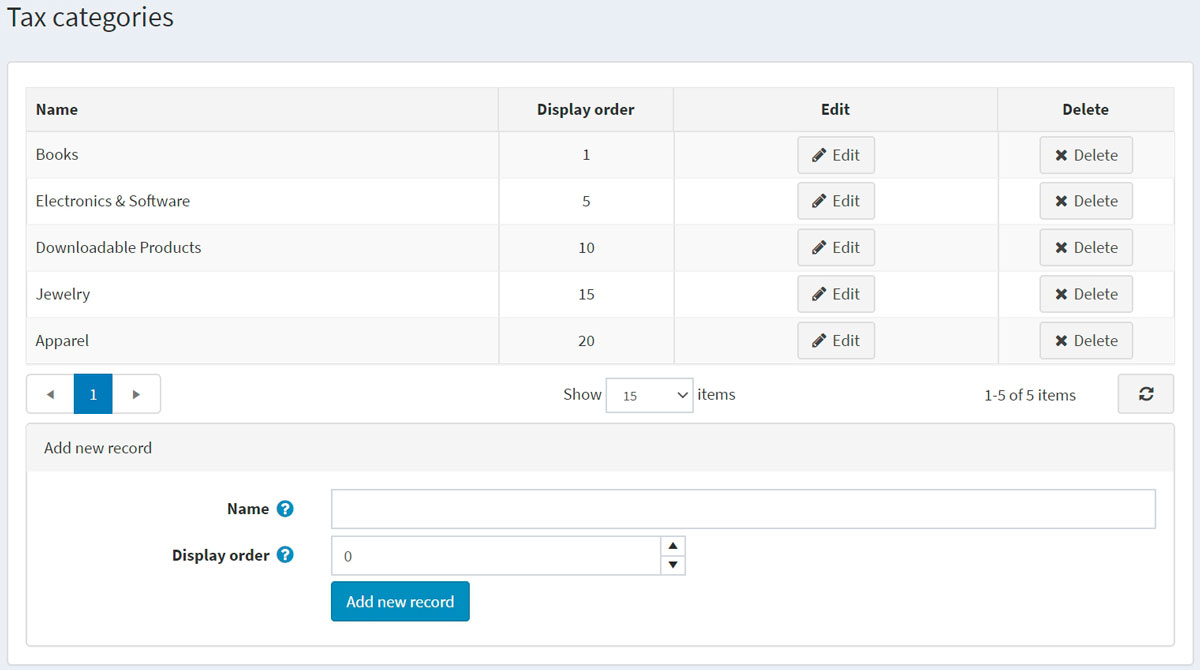 Tax categories
Name Display order Edit Delete
Books 1 Edit Delete
Electronics & Software 5 Edit Delete
Downloadable Products 10 Edit Delete
Jewelry 15 Edit Delete
Apparel 20 Edit Delete
1 Show 15 items 1-5 of 5 items
Add new record
Name ?
Display order ? 0
Add new record